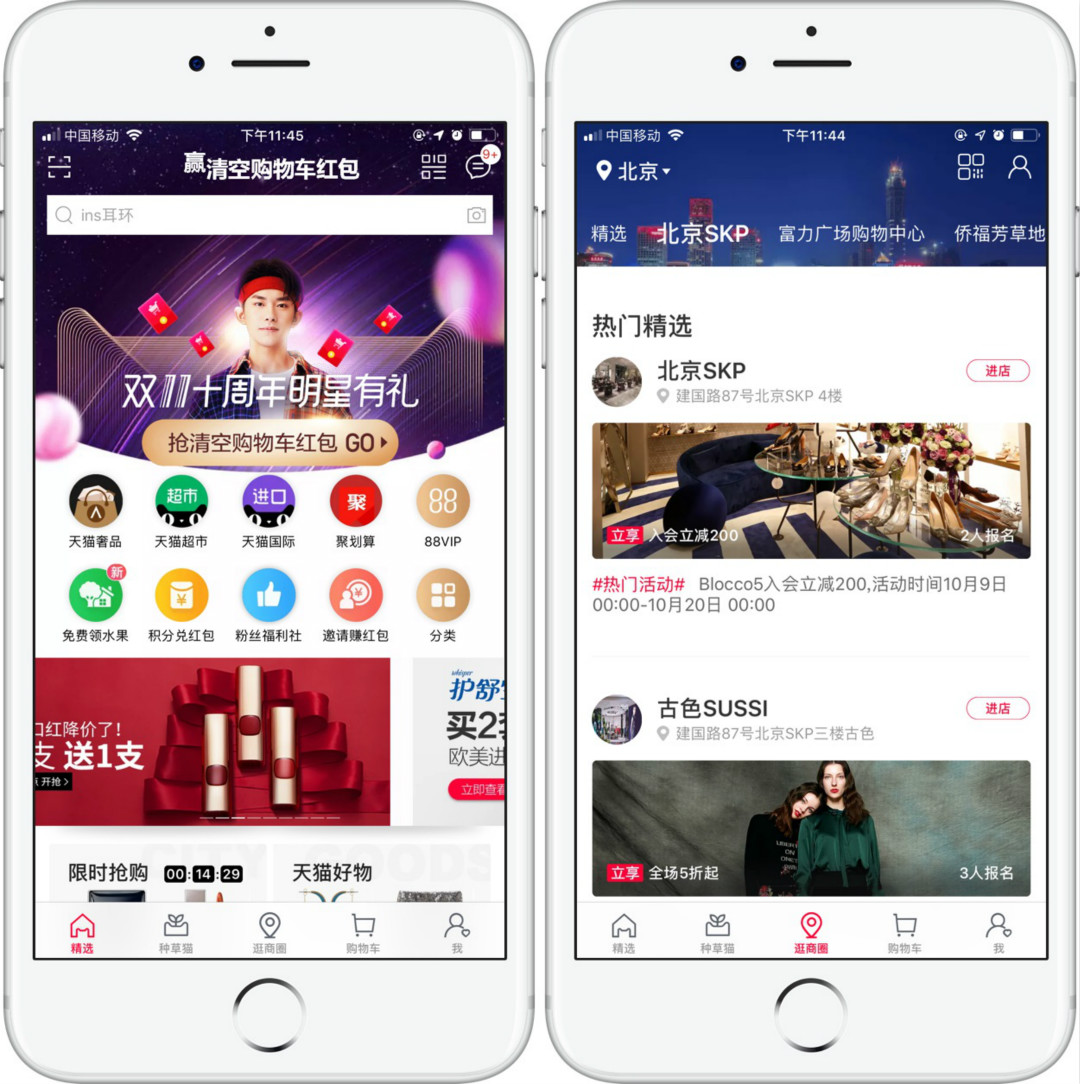 中国移动
下午11:45
赢清空购物车红包
9+
ins耳环
双11十周年明星有礼
抢清空购物车红包 GO
超市
进口
聚
88
天猫奢品
天猫超市
天猫国际
聚划算
88VIP
新
免费领水果
积分兑红包
粉丝福利社
邀请赚红包
分类
口红降价了!
支 送1支
开抢 >
whisper
护舒
买2
欧美进
立即查看
限时抢购
00:14:29
天猫好物
精选
种草猫
逛商圈
购物车
我
中国移动
下午11:44
北京
精选
北京SKP
富力广场购物中心
侨福芳草地
热门精选
北京SKP
进店
建国路87号北京SKP 4楼
立享 入会立减200
2人报名
#热门活动# Blocco5入会立减200,活动时间10月9日
00:00-10月20日 00:00
古色SUSSI
进店
建国路87号北京SKP三楼古色
立享 全场5折起
3人报名
精选
种草猫
逛商圈
购物车
我